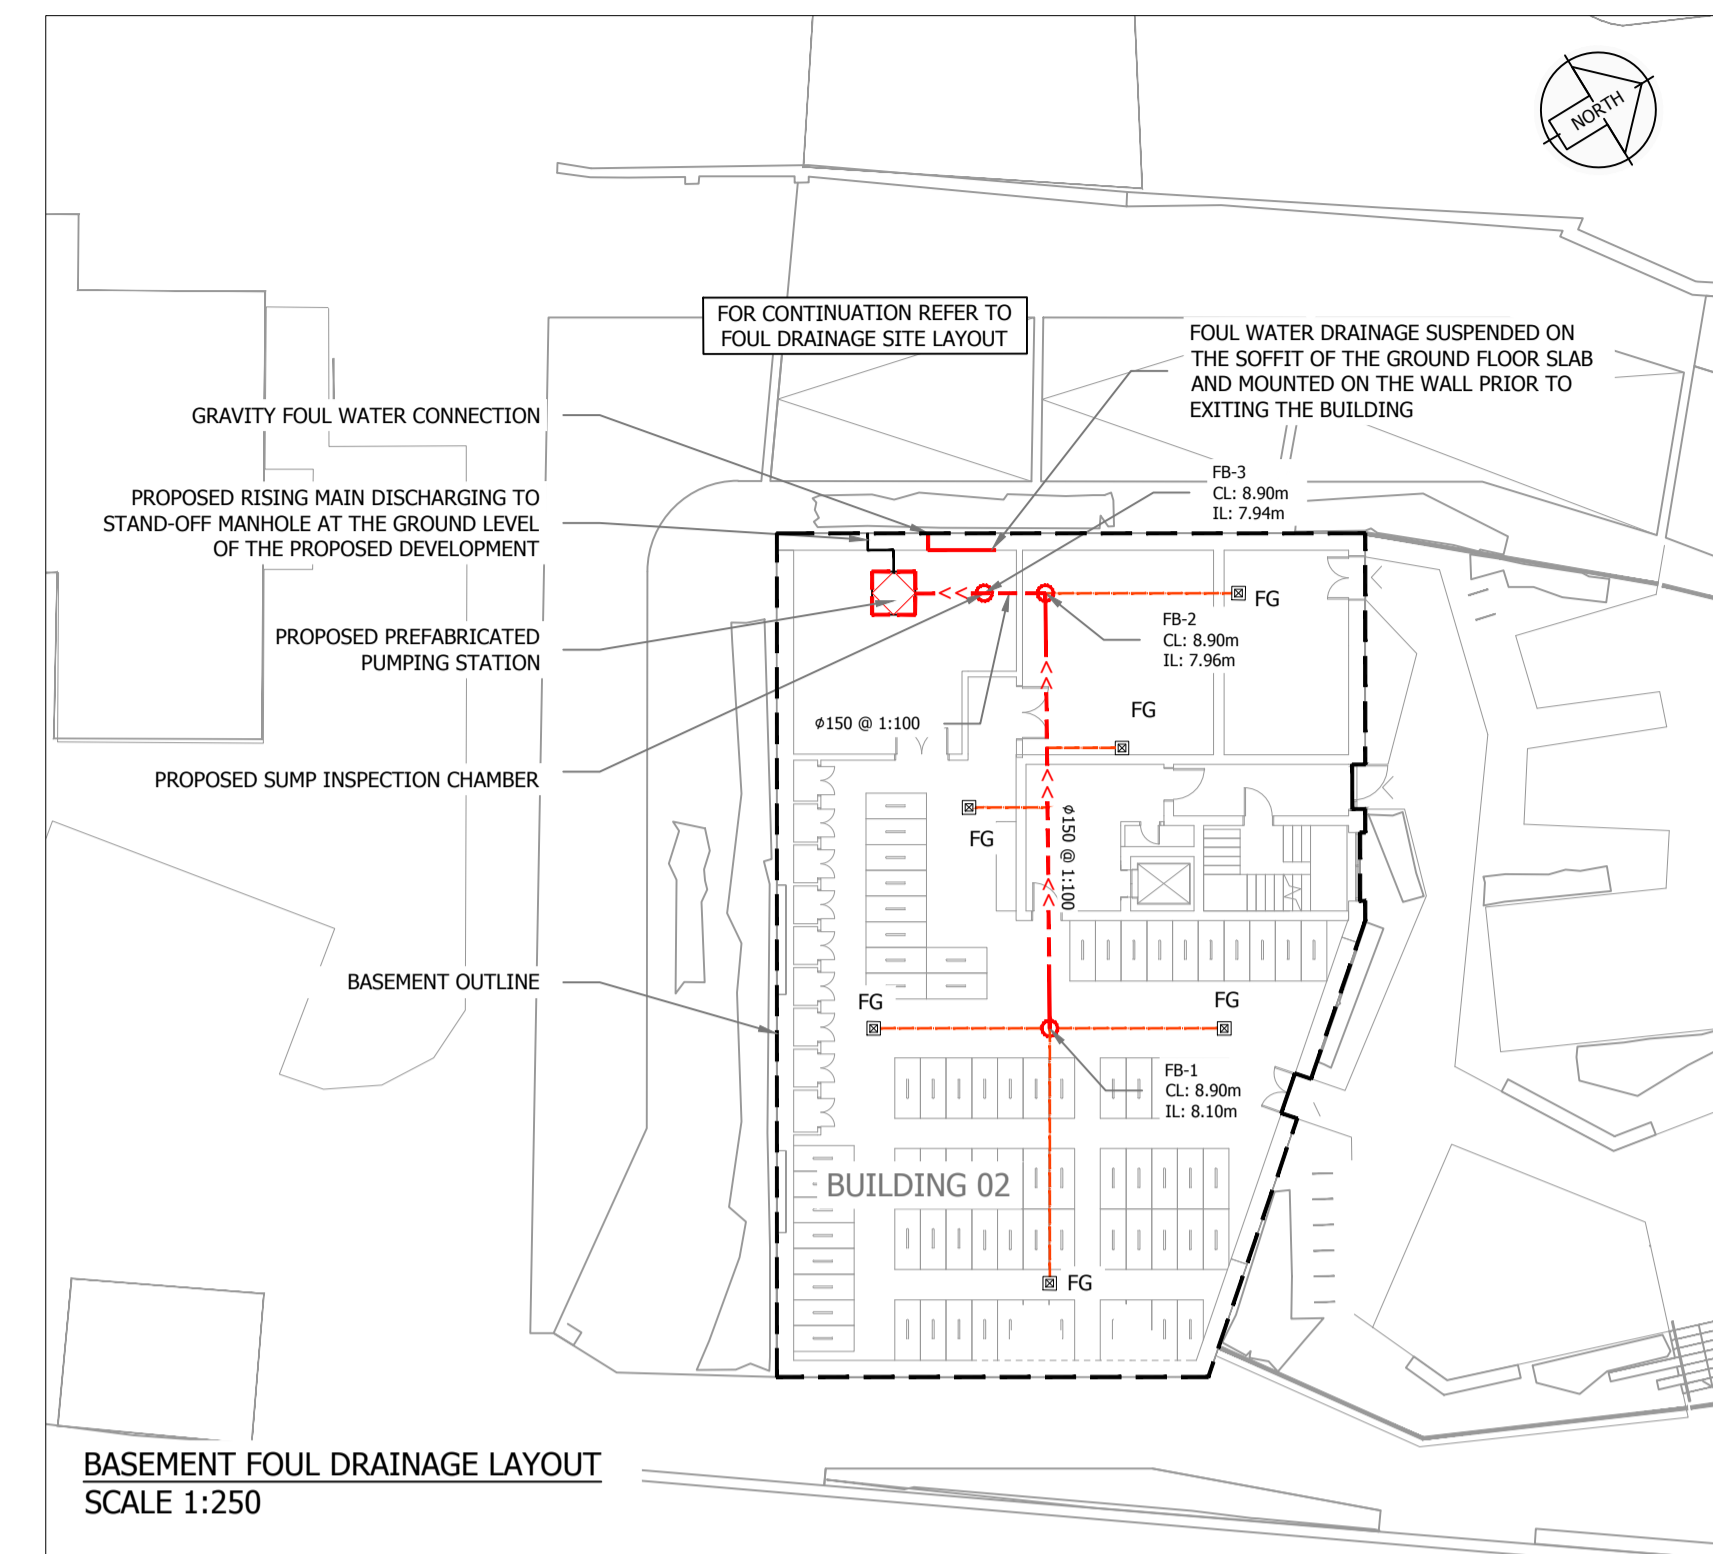 NORTH
FOR CONTINUATION REFER TO
FOUL DRAINAGE SITE LAYOUT
FOUL WATER DRAINAGE SUSPENDED ON
THE SOFFIT OF THE GROUND FLOOR SLAB
AND MOUNTED ON THE WALL PRIOR TO
EXITING THE BUILDING
GRAVITY FOUL WATER CONNECTION
FB-3
CL: 8.90m
IL: 7.94m
PROPOSED RISING MAIN DISCHARGING TO
STAND-OFF MANHOLE AT THE GROUND LEVEL
OF THE PROPOSED DEVELOPMENT
FG
FB-2
CL: 8.90m
IL: 7.96m
PROPOSED PREFABRICATED
PUMPING STATION
FG
ϕ150 @ 1:100
PROPOSED SUMP INSPECTION CHAMBER
FG
ϕ150 @ 1:100
BASEMENT OUTLINE
FG
FG
FB-1
CL: 8.90m
IL: 8.10m
BUILDING 02
FG
BASEMENT FOUL DRAINAGE LAYOUT
SCALE 1:250